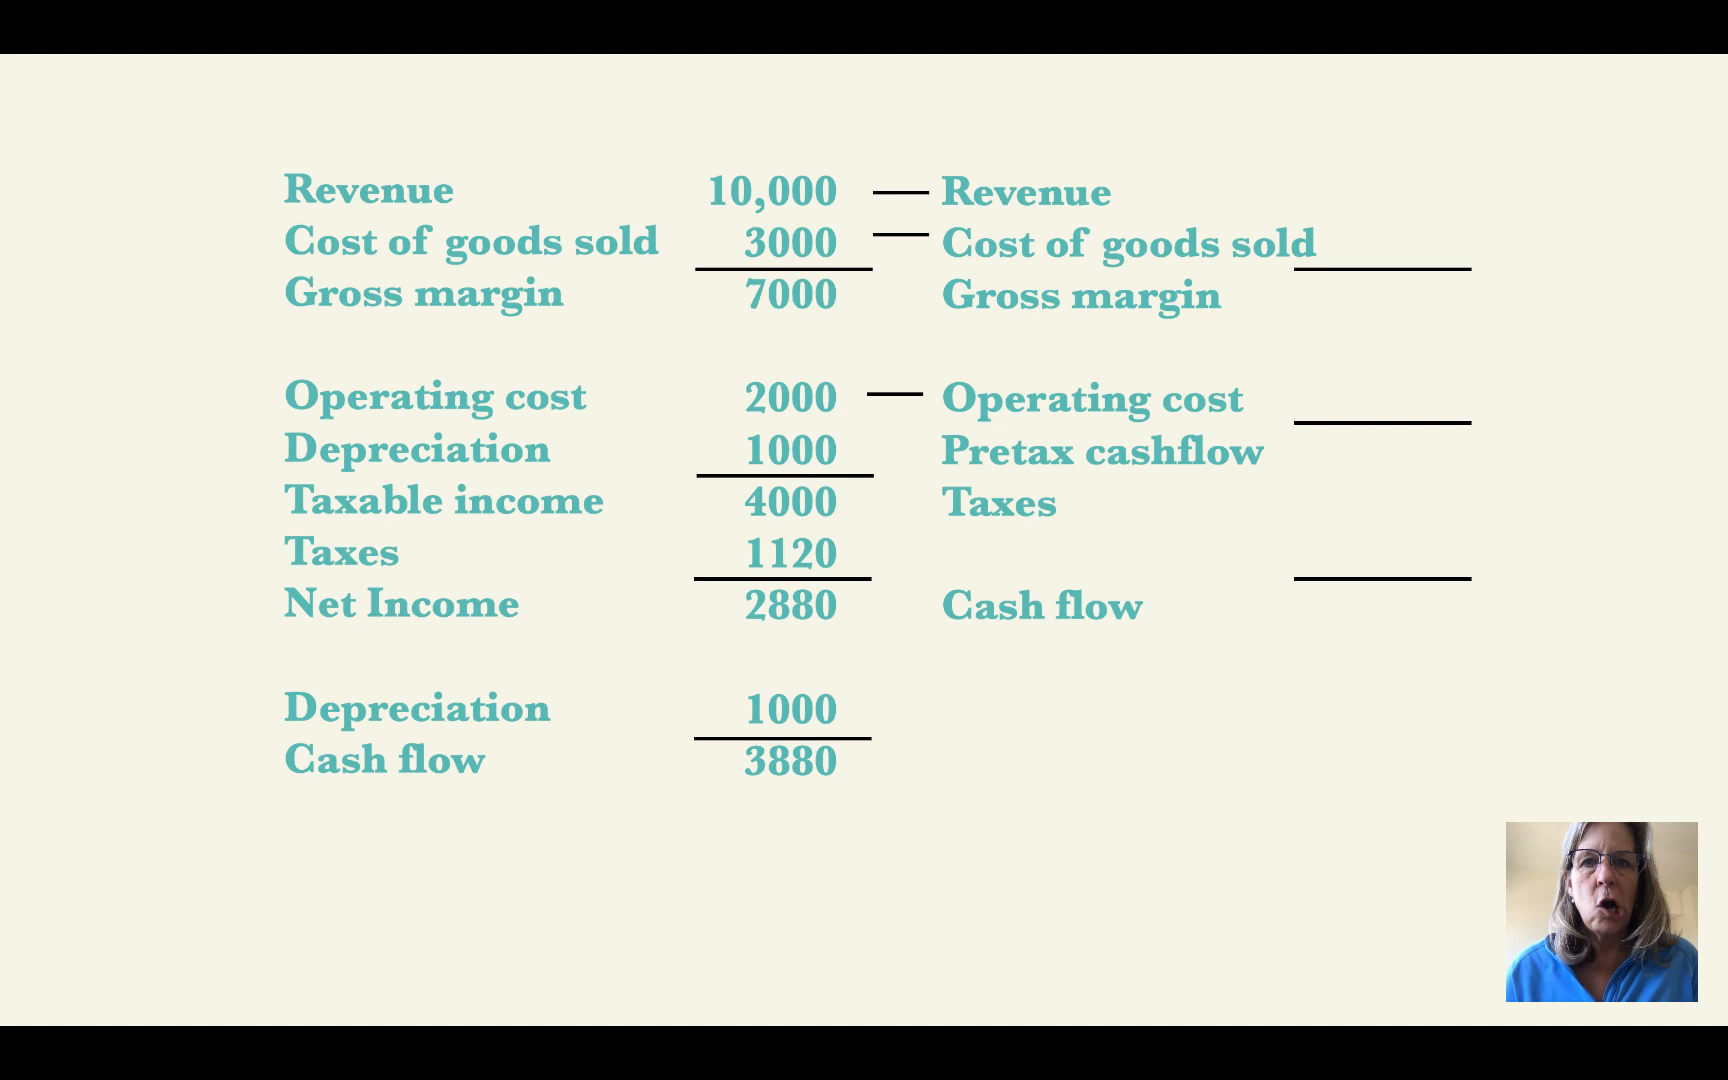 Revenue 10,000 Revenue
Cost of goods sold 3000 Cost of goods sold
Gross margin 7000 Gross margin
Operating cost 2000 Operating cost
Depreciation 1000 Pretax cashflow
Taxable income 4000 Taxes
Taxes 1120
Net Income 2880 Cash flow
Depreciation 1000
Cash flow 3880